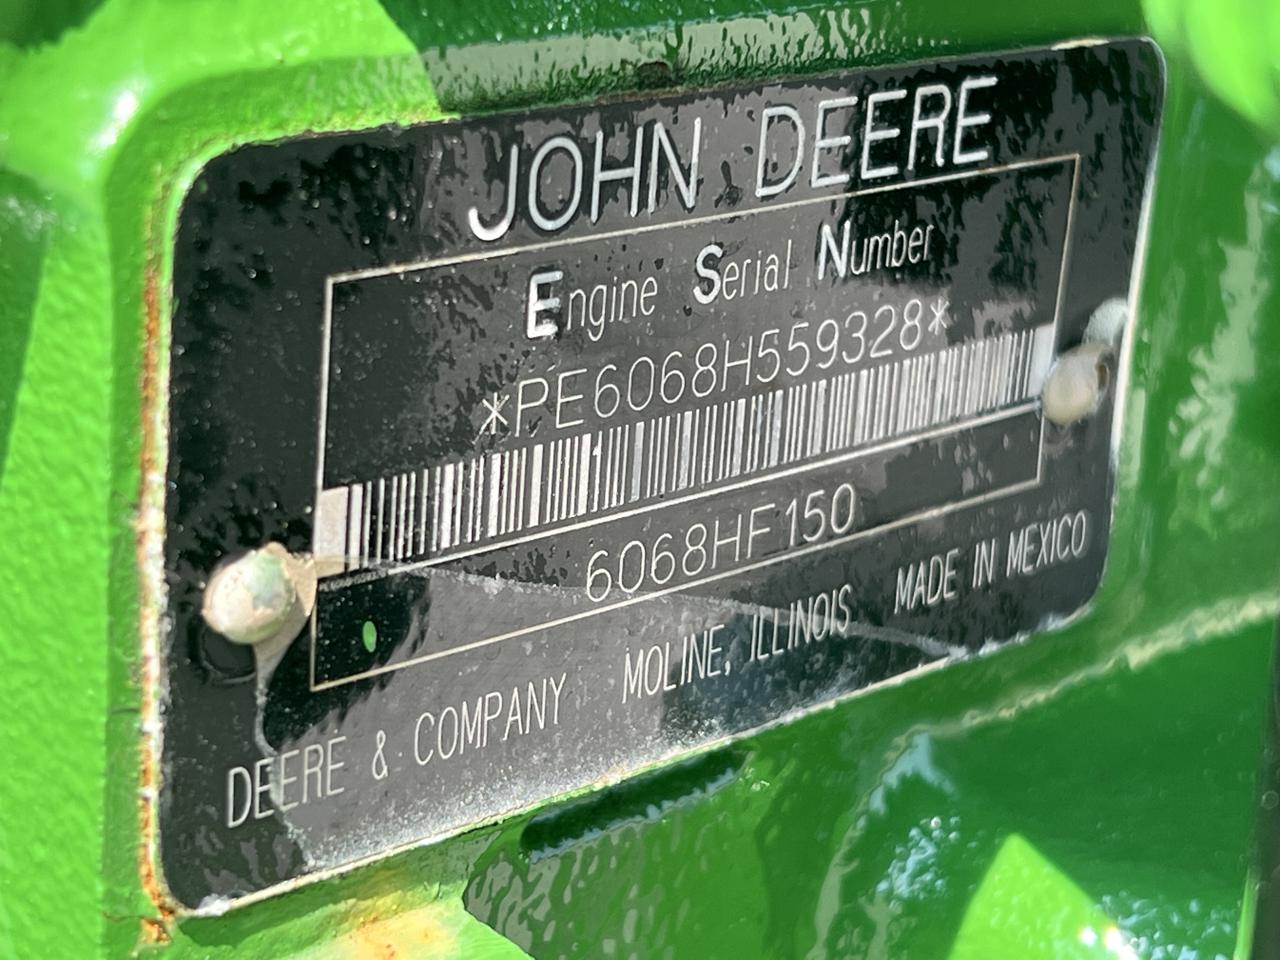 JOHN DEERE
Engine Serial Number
*PE6068H559328*
6068HF150
DEERE & COMPANY MOLINE, ILLINOIS MADE IN MEXICO